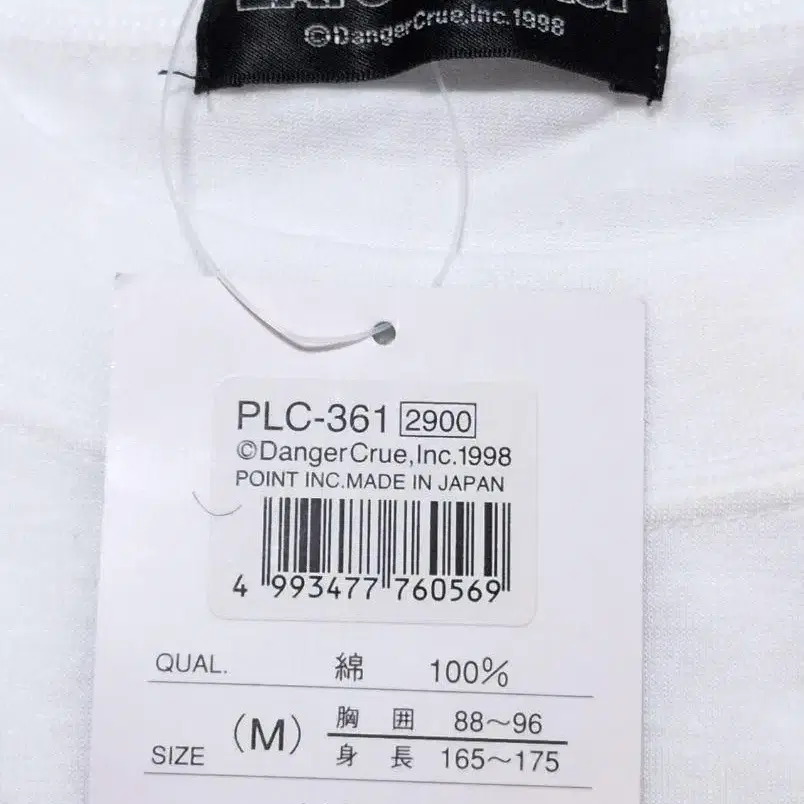 ©DangerCrue,Inc.1998
PLC-361 2900
©DangerCrue,Inc.1998
POINT INC.MADE IN JAPAN
4 993477 760569
QUAL. 綿 100%
SIZE (M) 胸囲 88～96
身長 165～175